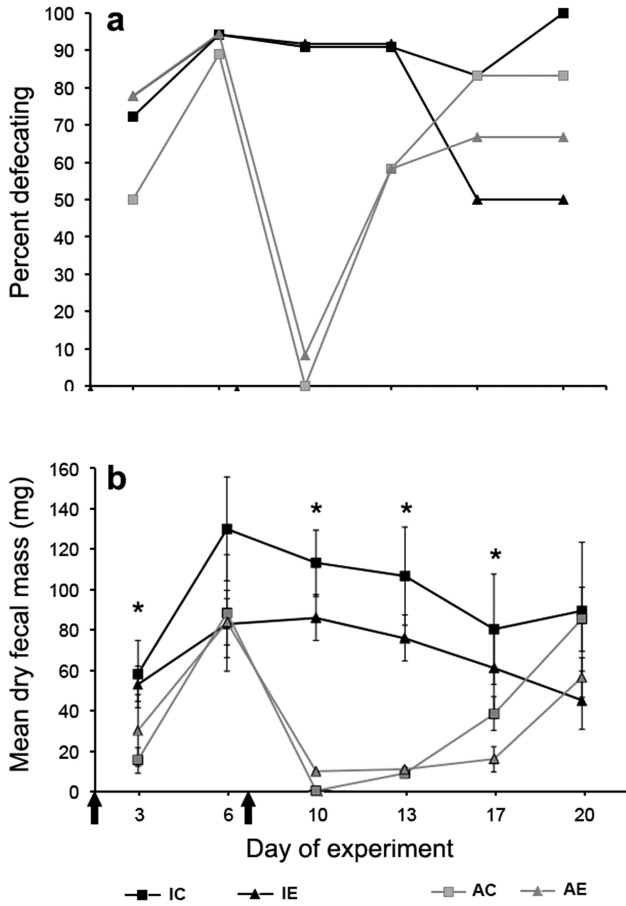 a
100
90
80
70
60
50
40
30
20
10
0
Percent defecating
b
160
140
120
100
80
60
40
20
0
Mean dry fecal mass (mg)
* * * *
3 6 10 13 17 20
Day of experiment
IC IE AC AE